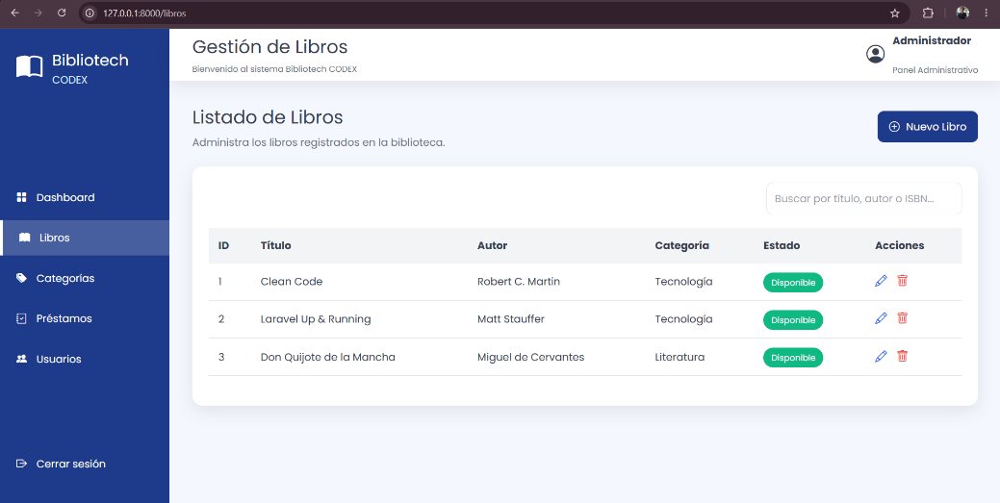 127.0.0.1:8000/libros
Bibliotech
CODEX
Gestión de Libros
Bienvenido al sistema Bibliotech CODEX
Administrador
Panel Administrativo
Dashboard
Libros
Categorías
Préstamos
Usuarios
Cerrar sesión
Listado de Libros
Administra los libros registrados en la biblioteca.
Nuevo Libro
Buscar por título, autor o ISBN...
ID Título Autor Categoría Estado Acciones
1 Clean Code Robert C. Martin Tecnología Disponible
2 Laravel Up & Running Matt Stauffer Tecnología Disponible
3 Don Quijote de la Mancha Miguel de Cervantes Literatura Disponible